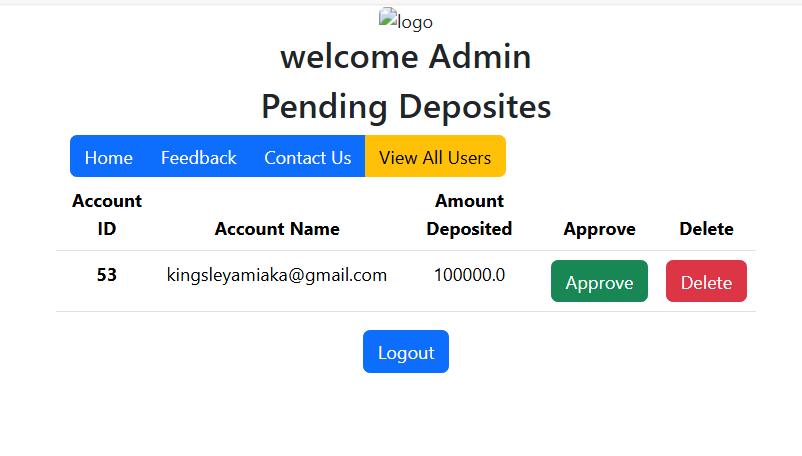 logo
welcome Admin
Pending Deposites
Home Feedback Contact Us View All Users
Account ID Account Name Amount Deposited Approve Delete
53 kingsleyamiaka@gmail.com 100000.0 Approve Delete
Logout